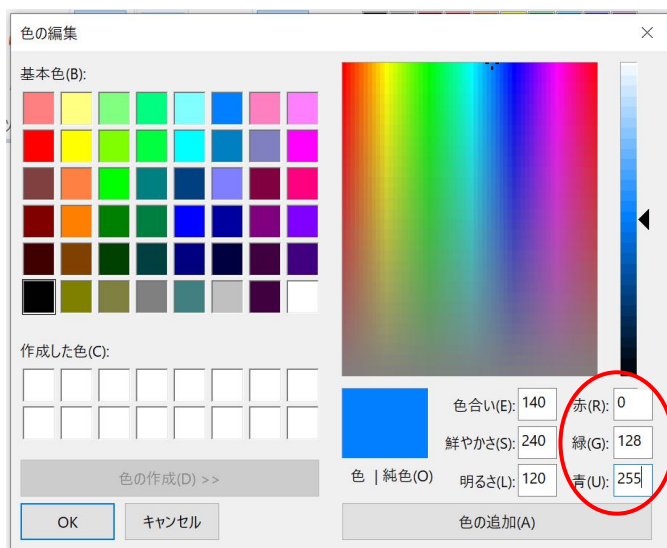 色の編集
基本色(B):
作成した色(C):
色の作成(D) >>
OK
キャンセル
色 | 純色(O)
色合い(E): 140
鮮やかさ(S): 240
明るさ(L): 120
赤(R): 0
緑(G): 128
青(U): 255
色の追加(A)